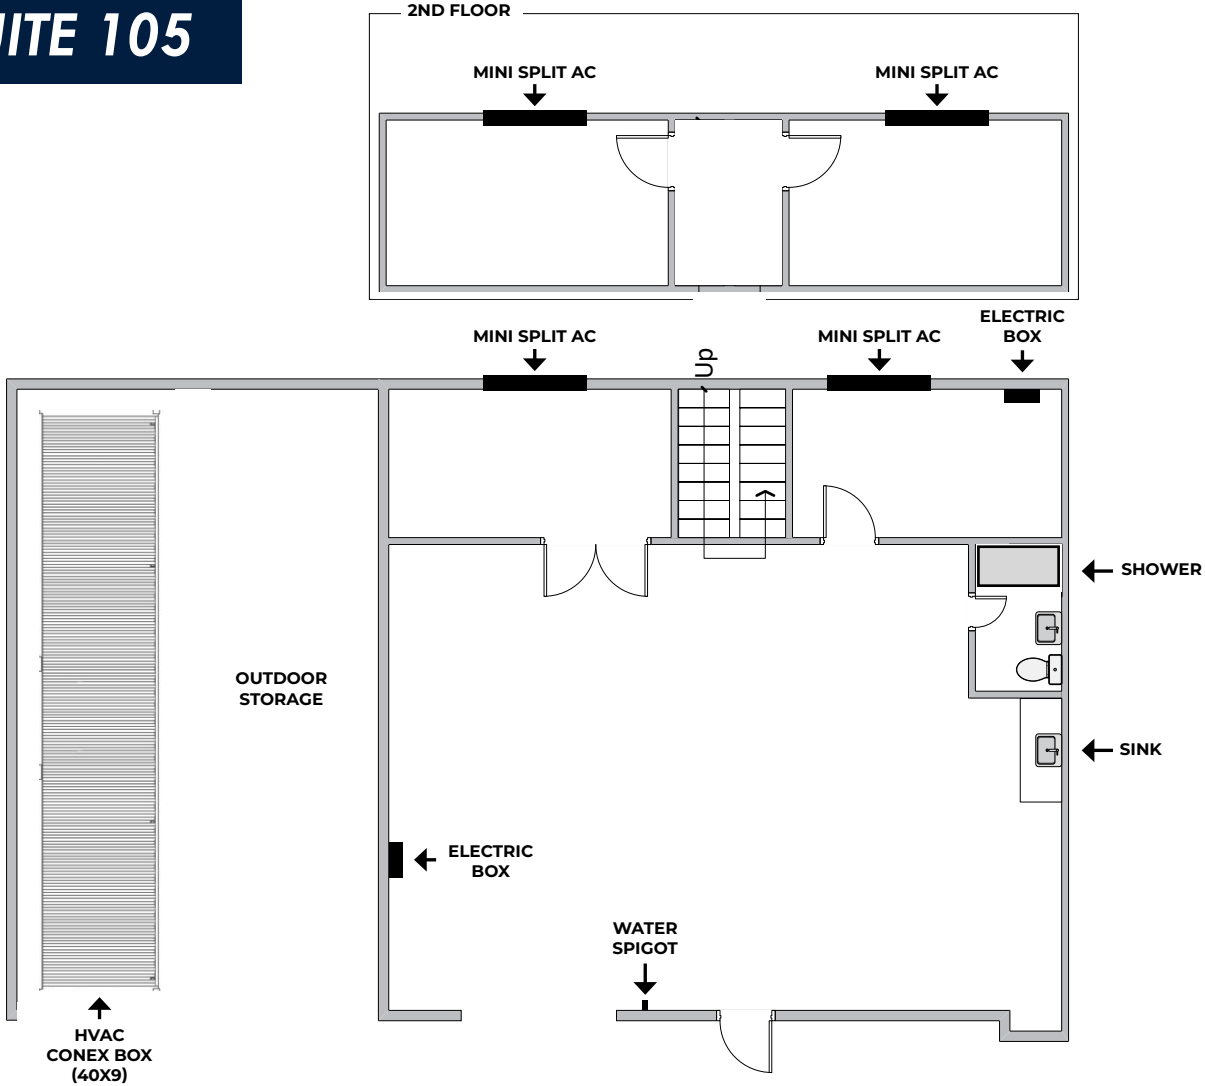 UITE 105
2ND FLOOR
MINI SPLIT AC
MINI SPLIT AC
MINI SPLIT AC
MINI SPLIT AC
ELECTRIC
BOX
Up
SHOWER
OUTDOOR
STORAGE
SINK
ELECTRIC
BOX
WATER
SPIGOT
HVAC
CONEX BOX
(40X9)